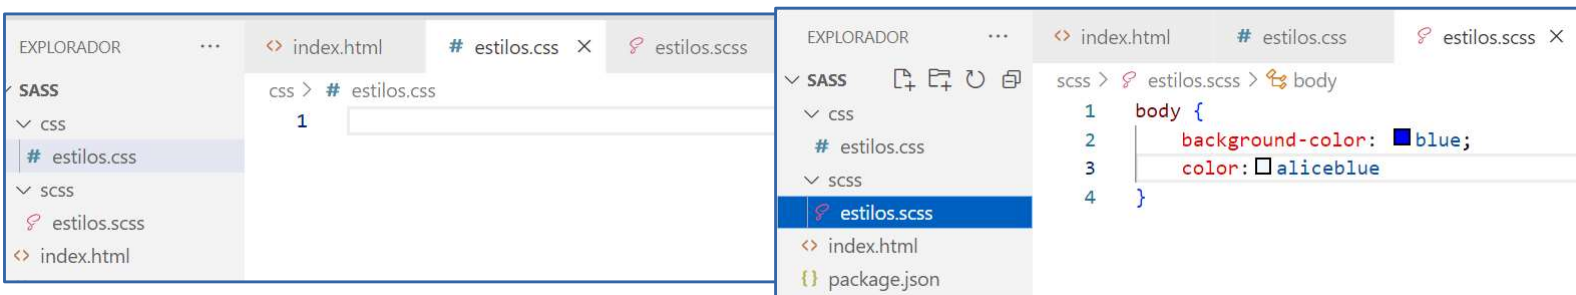 EXPLORADOR ...
SASS
css
# estilos.css
scss
estilos.scss
<> index.html
<> index.html # estilos.css × estilos.scss
css > # estilos.css
1
EXPLORADOR ...
SASS
css
# estilos.css
scss
estilos.scss
<> index.html
{} package.json
<> index.html # estilos.css estilos.scss ×
scss > estilos.scss > body
1 body {
2 background-color: blue;
3 color: aliceblue
4 }